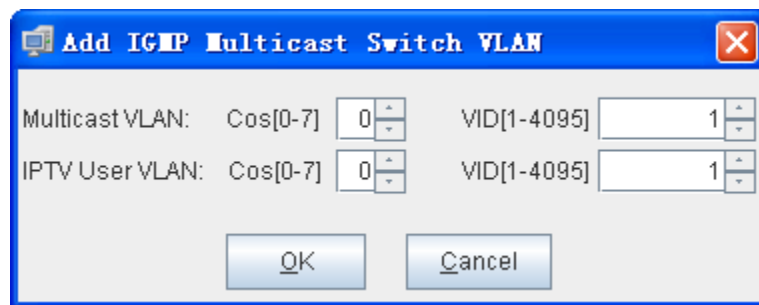 Add IGMP Multicast Switch VLAN
Multicast VLAN: Cos[0-7] 0 VID[1-4095] 1
IPTV User VLAN: Cos[0-7] 0 VID[1-4095] 1
OK Cancel